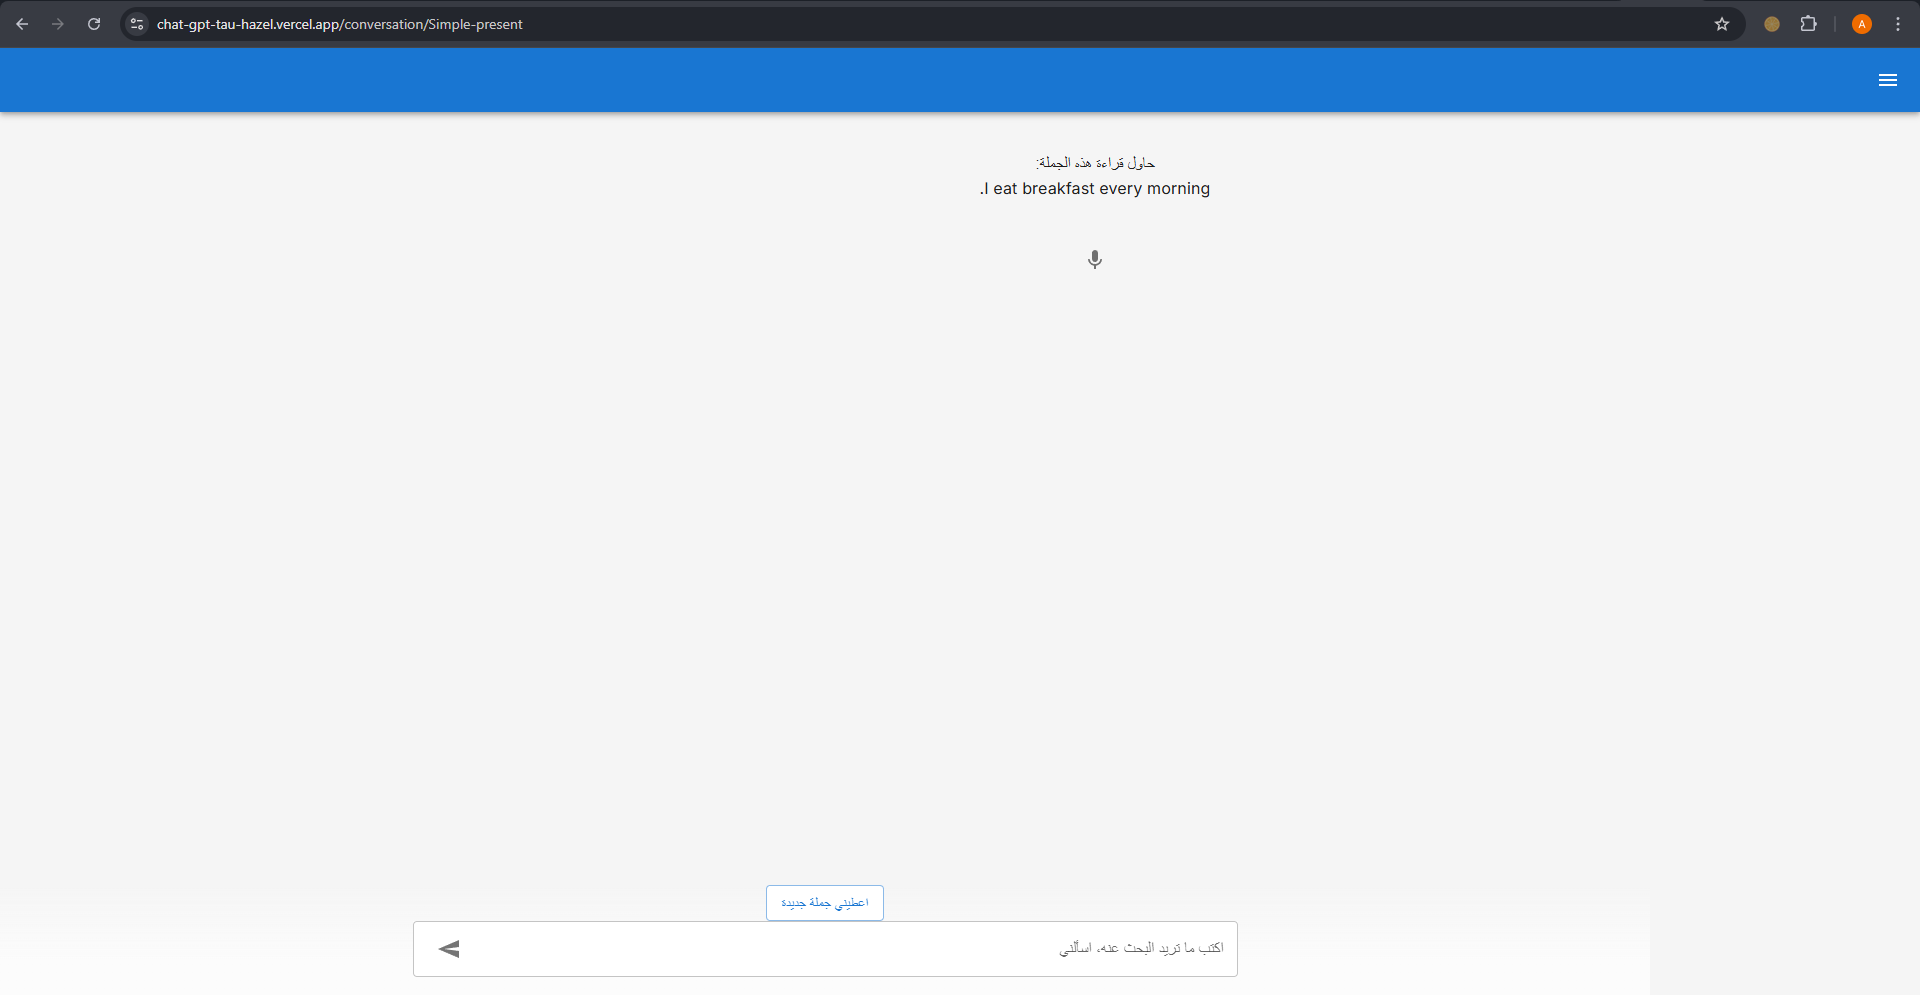 chat-gpt-tau-hazel.vercel.app/conversation/Simple-present
A
حاول قراءة هذه الجملة:
.I eat breakfast every morning
اعطيني جملة جديدة
اكتب ما تريد البحث عنه، اسألني